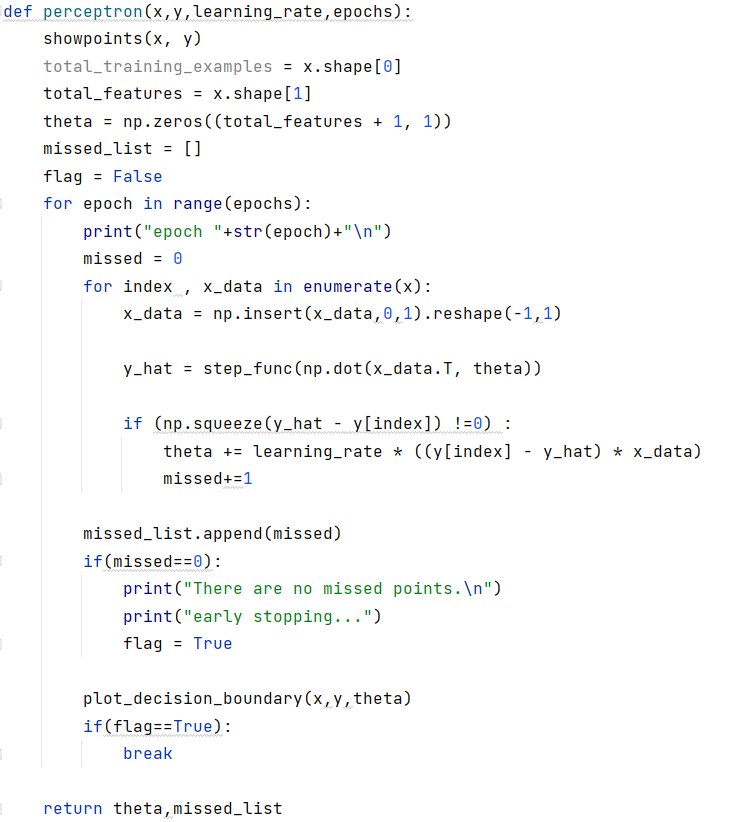 def perceptron(x,y,learning_rate,epochs):
    showpoints(x, y)
    total_training_examples = x.shape[0]
    total_features = x.shape[1]
    theta = np.zeros((total_features + 1, 1))
    missed_list = []
    flag = False
    for epoch in range(epochs):
        print("epoch "+str(epoch)+"\n")
        missed = 0
        for index , x_data in enumerate(x):
            x_data = np.insert(x_data,0,1).reshape(-1,1)

            y_hat = step_func(np.dot(x_data.T, theta))

            if (np.squeeze(y_hat - y[index]) !=0) :
                theta += learning_rate * ((y[index] - y_hat) * x_data)
                missed+=1

        missed_list.append(missed)
        if(missed==0):
            print("There are no missed points.\n")
            print("early stopping...")
            flag = True

        plot_decision_boundary(x,y,theta)
        if(flag==True):
            break

    return theta,missed_list